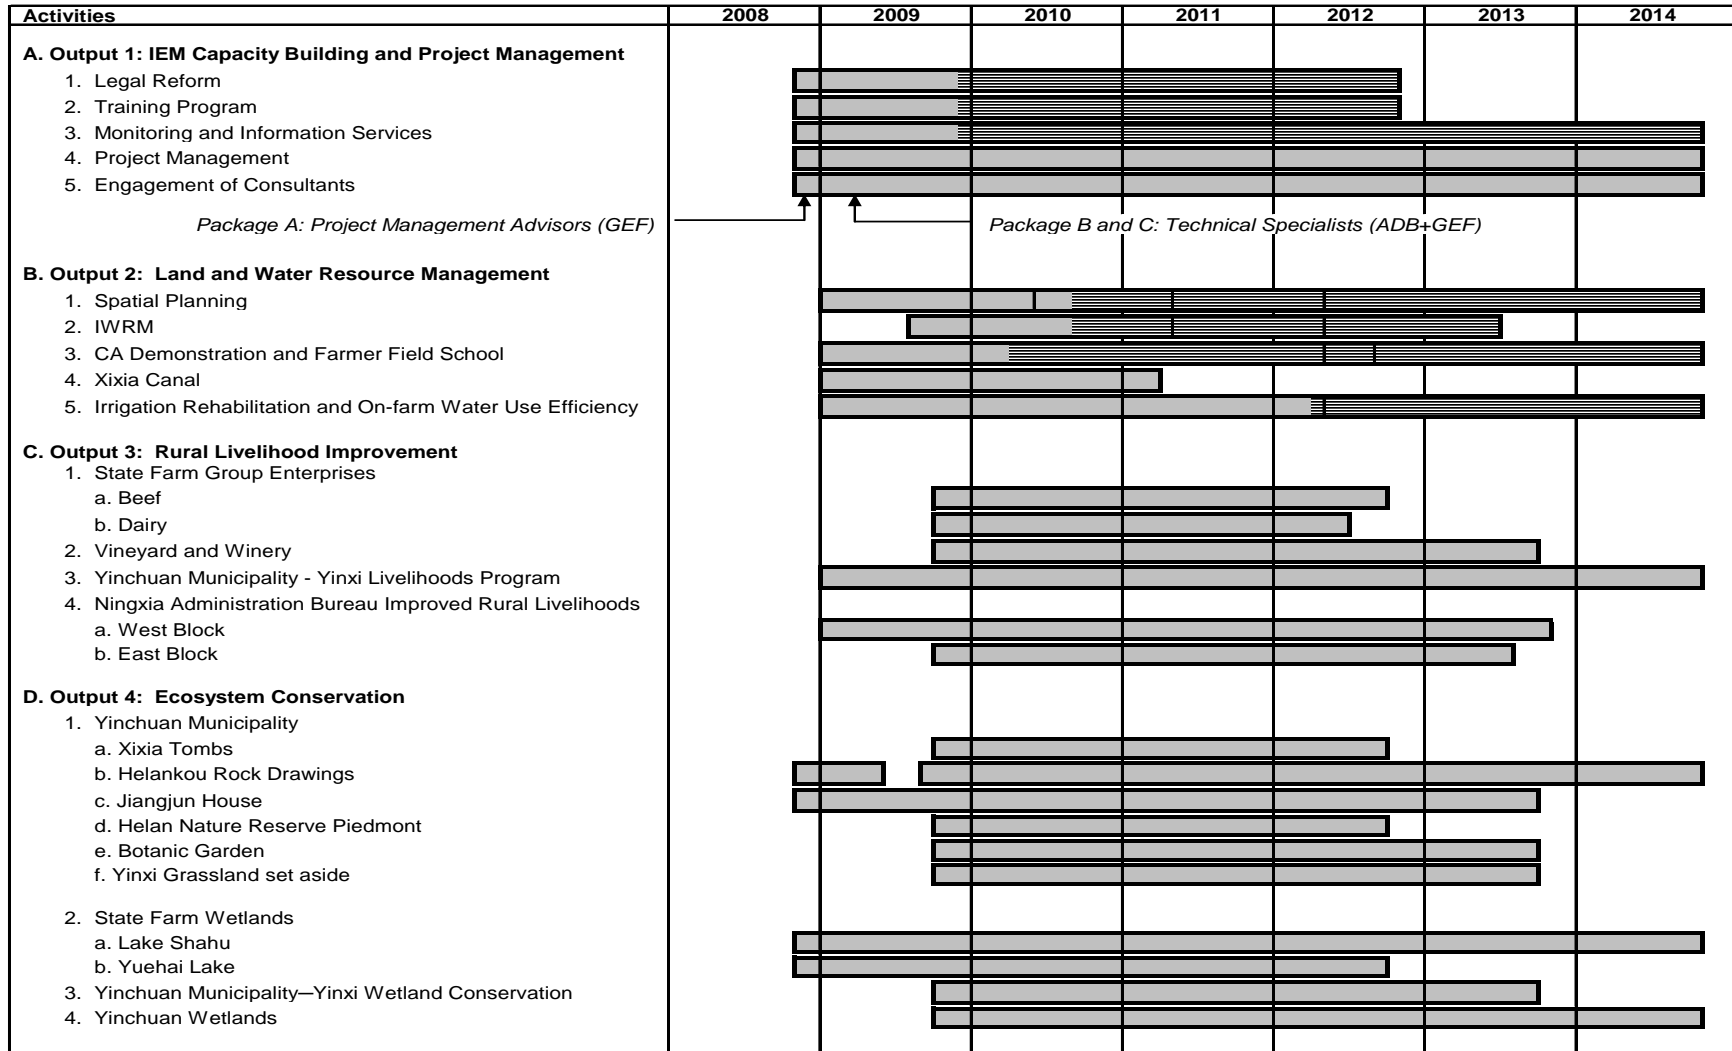 Activities 2008 2009 2010 2011 2012 2013 2014
A. Output 1: IEM Capacity Building and Project Management
1. Legal Reform
2. Training Program
3. Monitoring and Information Services
4. Project Management
5. Engagement of Consultants
Package A: Project Management Advisors (GEF) Package B and C: Technical Specialists (ADB+GEF)
B. Output 2: Land and Water Resource Management
1. Spatial Planning
2. IWRM
3. CA Demonstration and Farmer Field School
4. Xixia Canal
5. Irrigation Rehabilitation and On-farm Water Use Efficiency
C. Output 3: Rural Livelihood Improvement
1. State Farm Group Enterprises
a. Beef
b. Dairy
2. Vineyard and Winery
3. Yinchuan Municipality - Yinxi Livelihoods Program
4. Ningxia Administration Bureau Improved Rural Livelihoods
a. West Block
b. East Block
D. Output 4: Ecosystem Conservation
1. Yinchuan Municipality
a. Xixia Tombs
b. Helankou Rock Drawings
c. Jiangjun House
d. Helan Nature Reserve Piedmont
e. Botanic Garden
f. Yinxi Grassland set aside
2. State Farm Wetlands
a. Lake Shahu
b. Yuehai Lake
3. Yinchuan Municipality—Yinxi Wetland Conservation
4. Yinchuan Wetlands